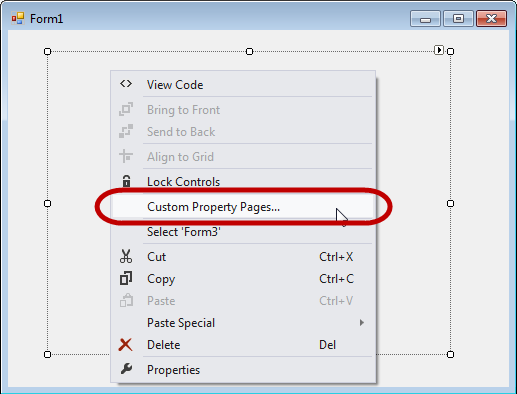 Form1
View Code
Bring to Front
Send to Back
Align to Grid
Lock Controls
Custom Property Pages...
Select 'Form3'
Cut Ctrl+X
Copy Ctrl+C
Paste Ctrl+V
Paste Special
Delete Del
Properties